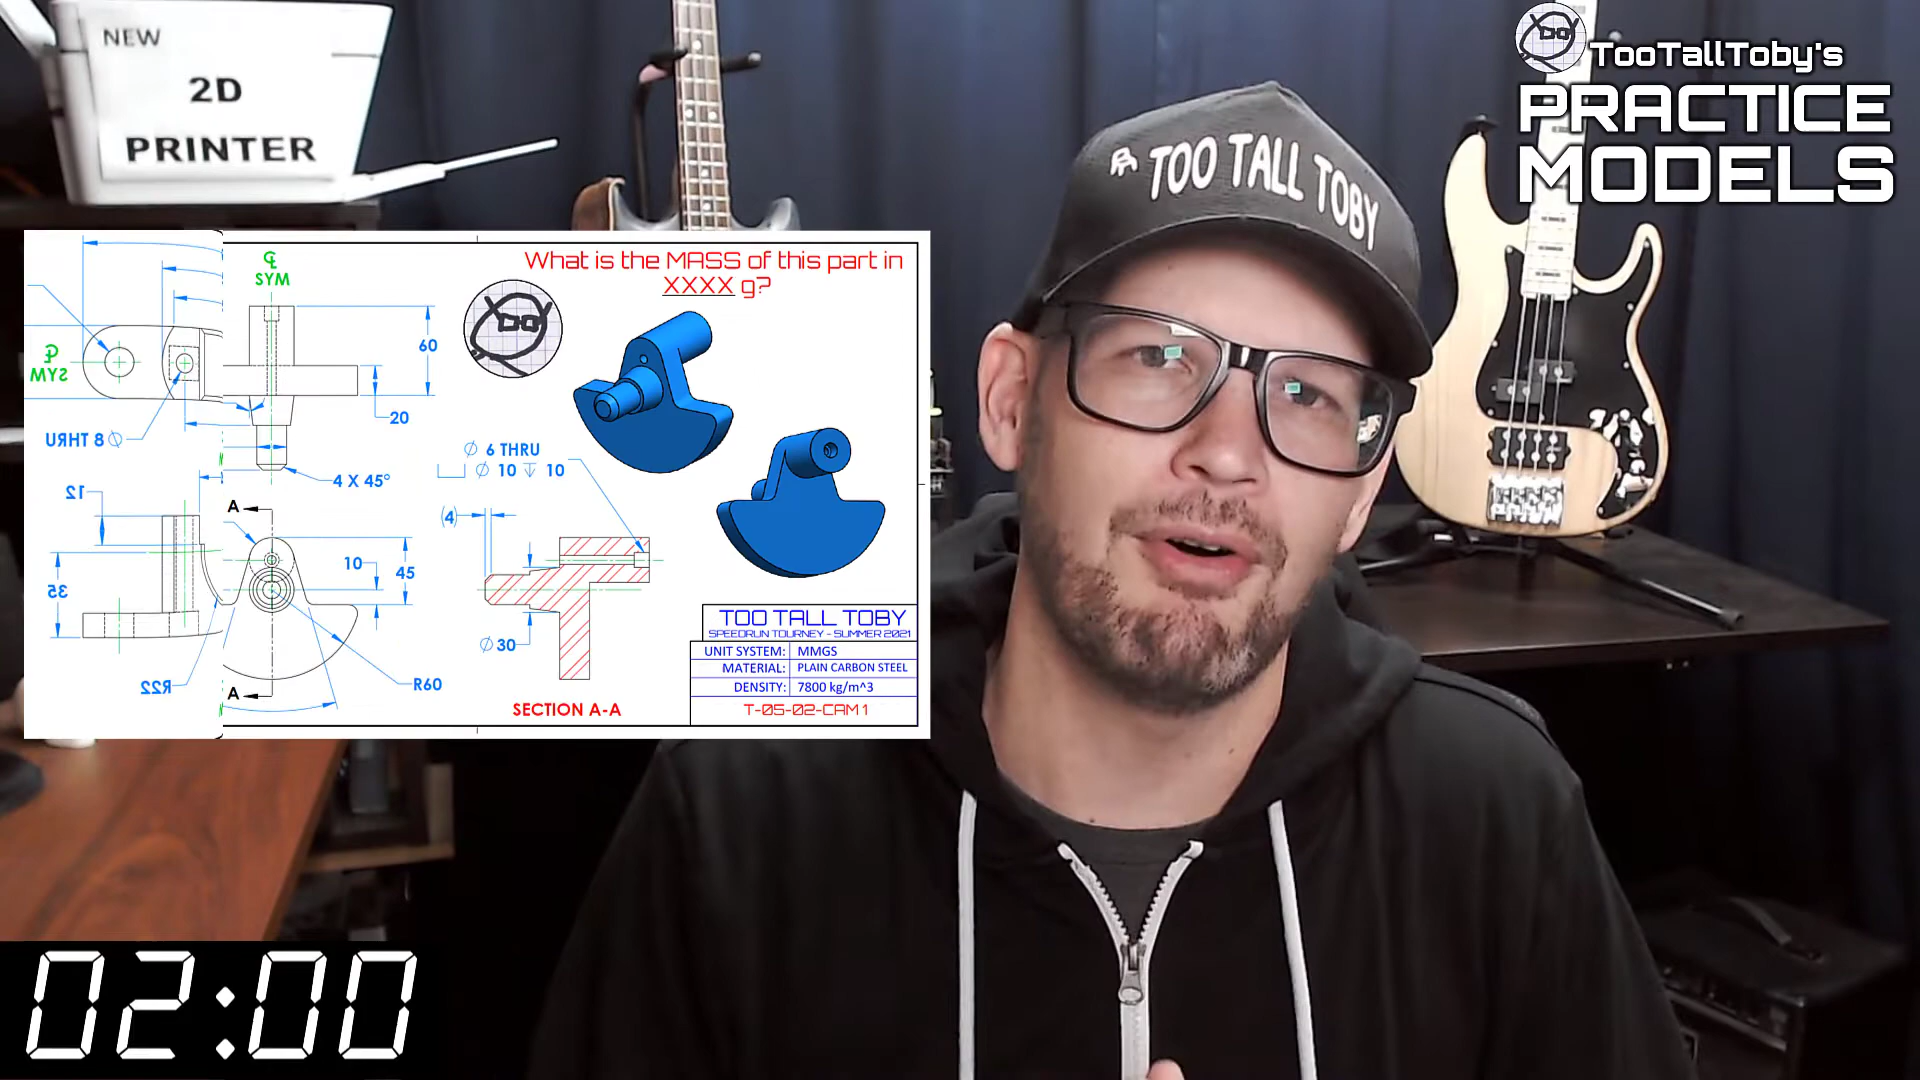 NEW
2D
PRINTER
TOO TALL TOBY
TooTallToby's
PRACTICE
MODELS
What is the MASS of this part in
XXXX g?
℄
SYM
60
20
4 X 45°
℄
SYM
Ø 8 THRU
12
35
R22
A
10
45
A
R60
Ø 6 THRU
⌴ Ø 10 ↧ 10
(4)
Ø 30
SECTION A-A
TOO TALL TOBY
SPEEDRUN TOURNEY - SUMMER 2021
UNIT SYSTEM: MMGS
MATERIAL: PLAIN CARBON STEEL
DENSITY: 7800 kg/m^3
T-05-02-CAM 1
02:00